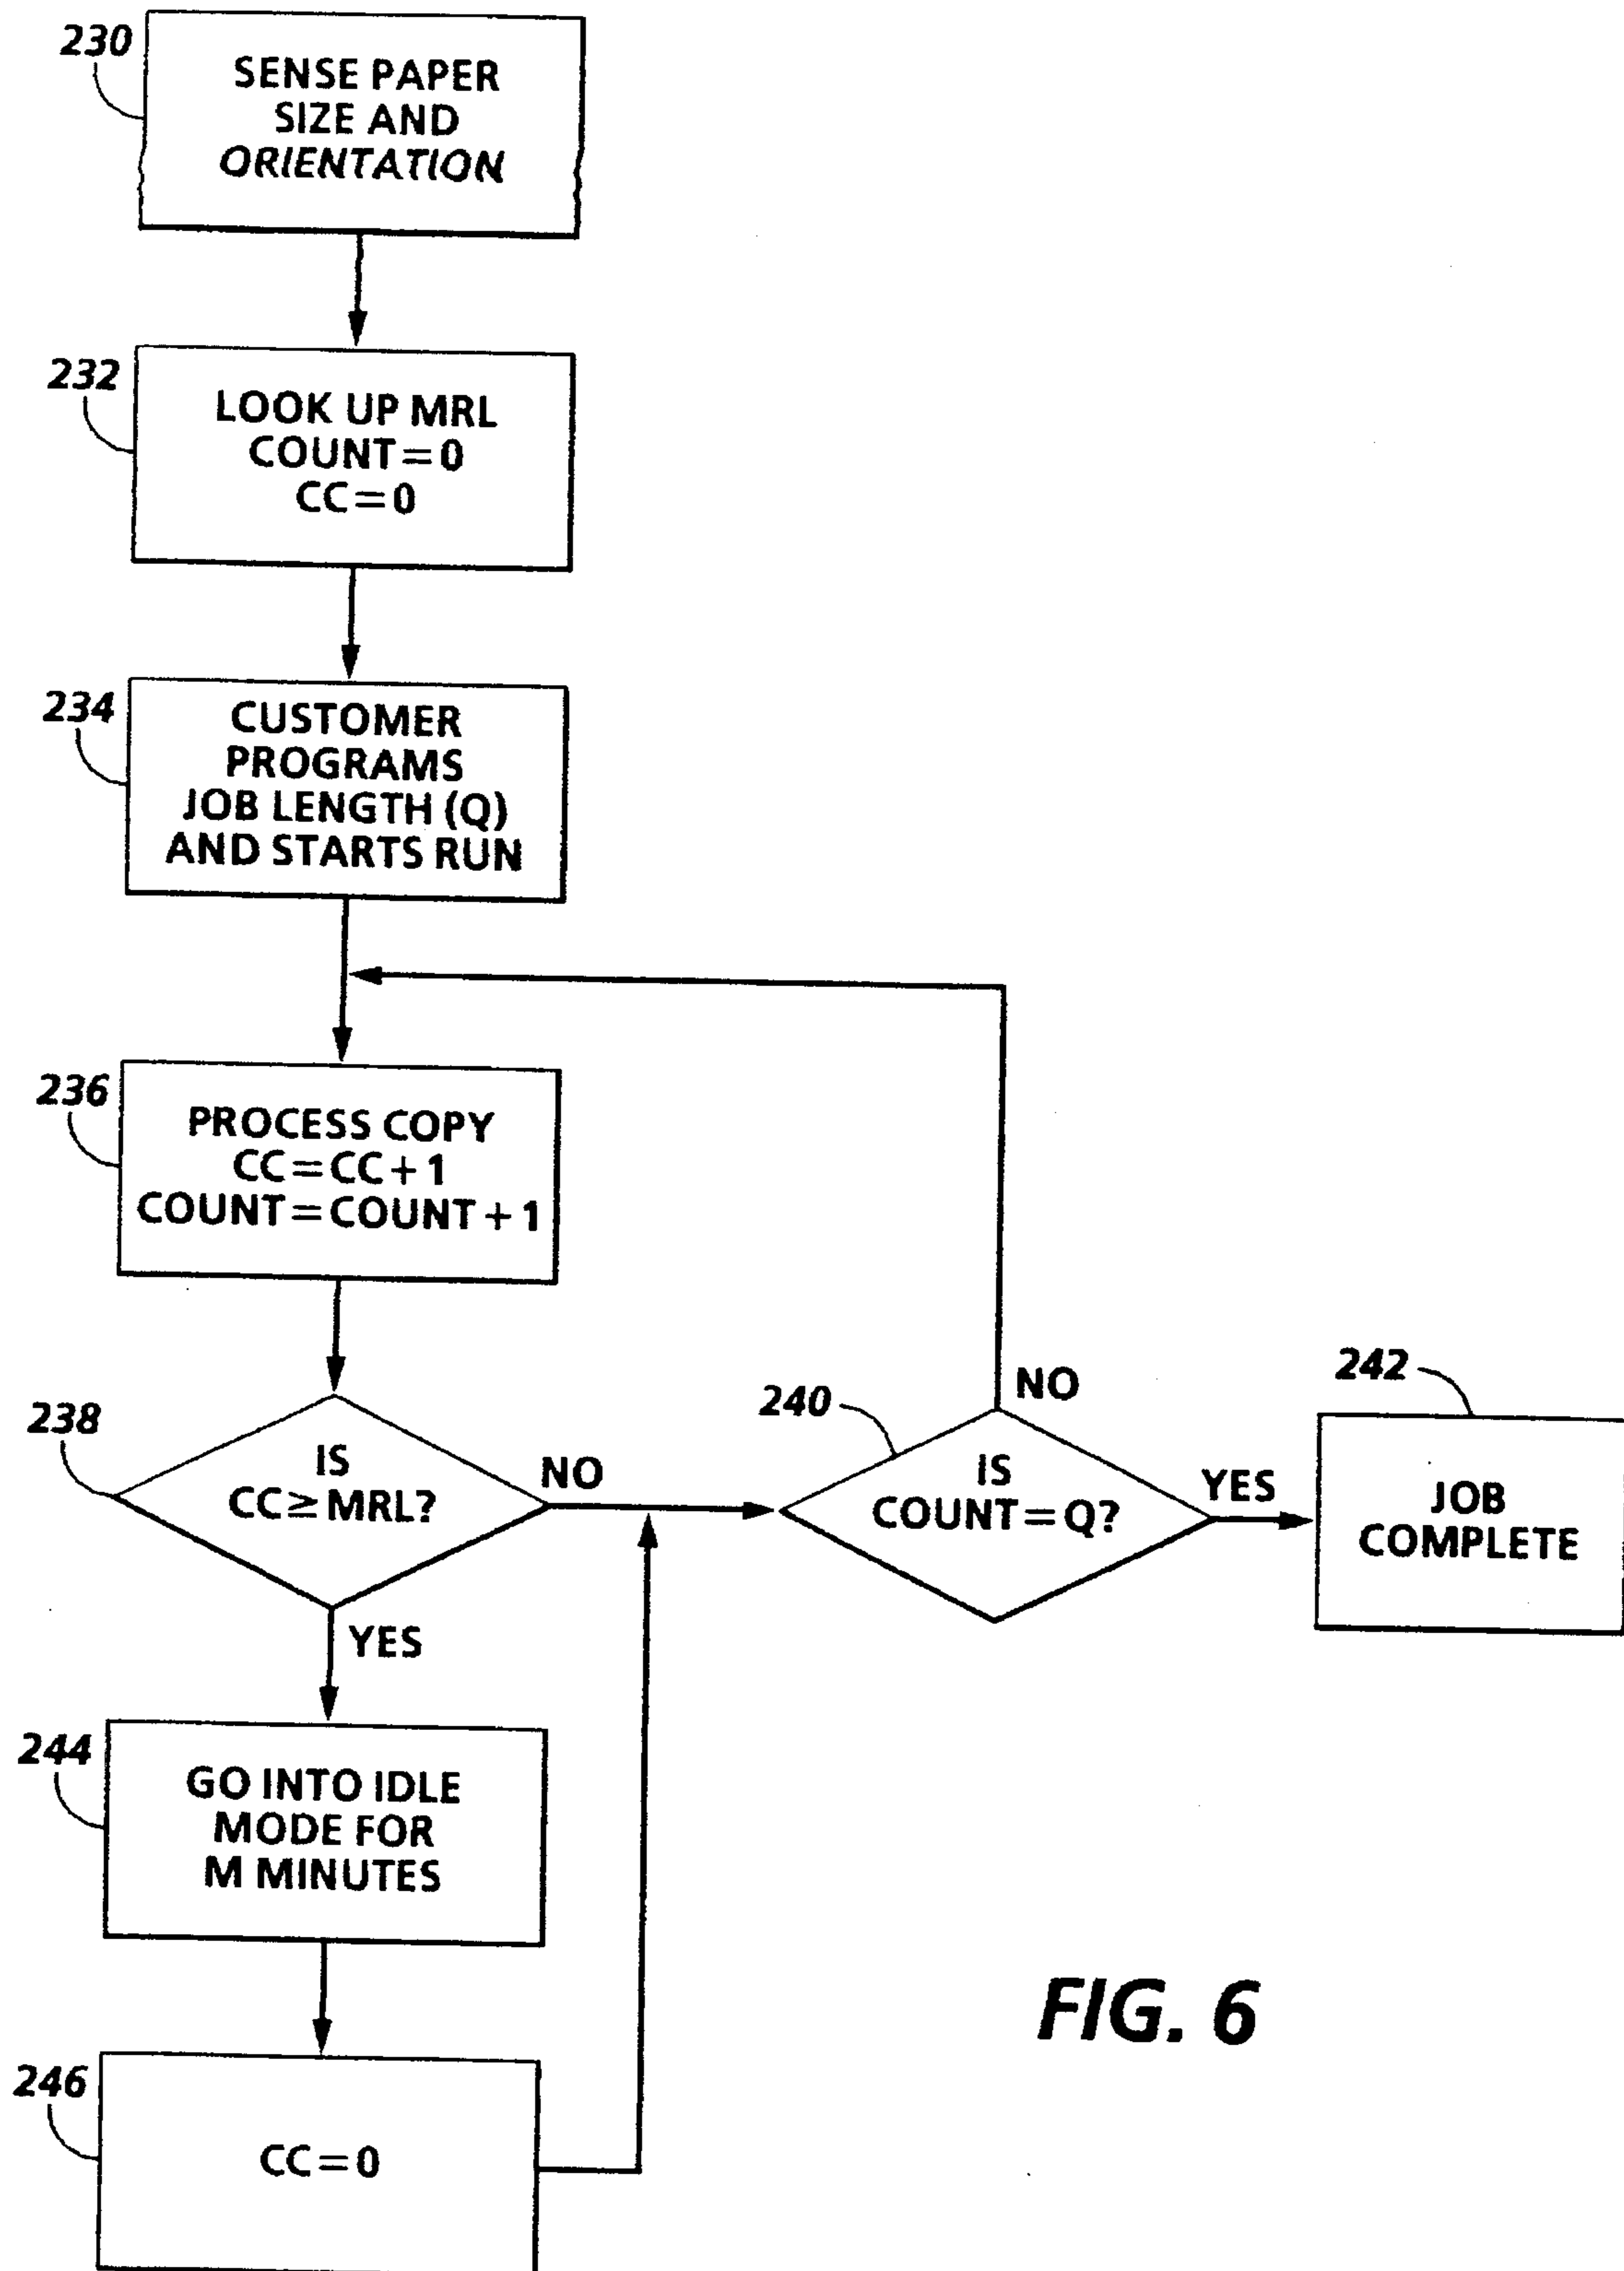 230
SENSE PAPER
SIZE AND
ORIENTATION
232
LOOK UP MRL
COUNT=0
CC=0
234
CUSTOMER
PROGRAMS
JOB LENGTH (Q)
AND STARTS RUN
236
PROCESS COPY
CC=CC+1
COUNT=COUNT+1
238
IS
CC≥MRL?
NO
YES
240
IS
COUNT=Q?
NO
YES
242
JOB
COMPLETE
244
GO INTO IDLE
MODE FOR
M MINUTES
246
CC=0
FIG. 6